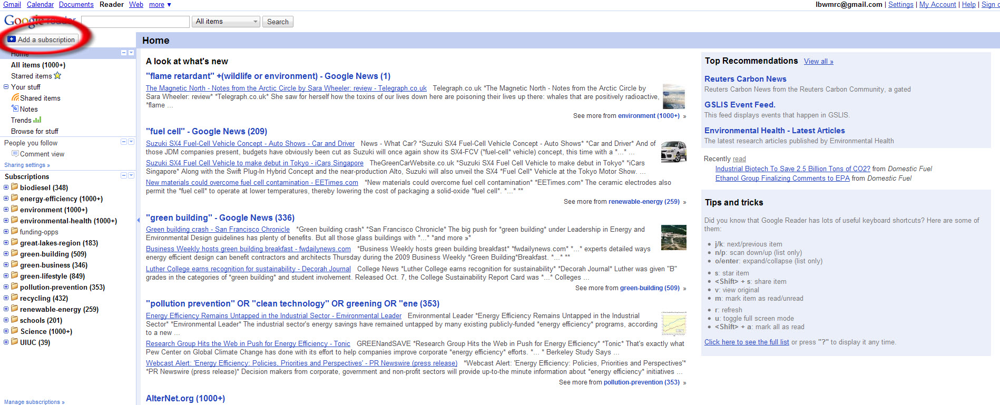 Gmail Calendar Documents Reader Web more ▼
lbwmrc@gmail.com | Settings | My Account | Help | Sign
Google reader
All items
Search
Add a subscription
Home
All items (1000+)
Starred items
Your stuff
Shared items
Notes
Trends
Browse for stuff
People you follow
Comment view
Sharing settings »
Subscriptions
biodiesel (348)
energy-efficiency (1000+)
environment (1000+)
environmental-health (1000+)
funding-opps
great-lakes-region (183)
green-building (509)
green-business (346)
green-lifestyle (849)
pollution-prevention (353)
recycling (432)
renewable-energy (259)
schools (201)
Science (1000+)
UIUC (39)
Manage subscriptions »
Home
A look at what's new
"flame retardant" +(wildlife or environment) - Google News (1)
The Magnetic North - Notes from the Arctic Circle by Sara Wheeler: review - Telegraph.co.uk Telegraph.co.uk *The Magnetic North - Notes from the Arctic Circle by
Sara Wheeler: review* *Telegraph.co.uk* She saw for herself how the toxins of our lives down here are poisoning their lives up there: whales that are positively radioactive,
*flame ...
See more from environment (1000+) »
"fuel cell" - Google News (209)
Suzuki SX4 Fuel-Cell Vehicle Concept - Auto Shows - Car and Driver News - What Car? *Suzuki SX4 Fuel-Cell Vehicle Concept - Auto Shows* *Car and Driver* And of
those JDM companies present, budgets have obviously been cut as Suzuki will once again show its SX4-FCV (*fuel-cell* vehicle) concept, this time with a *...* ...
Suzuki SX4 Fuel Cell Vehicle to make debut in Tokyo - iCars Singapore TheGreenCarWebsite.co.uk *Suzuki SX4 Fuel Cell Vehicle to make debut in Tokyo* *iCars
Singapore* Along with the Swift Plug-In Hybrid Concept and the near-production Alto, Suzuki will also unveil the SX4 *Fuel Cell* Vehicle at the Tokyo Motor Show. ...
New materials could overcome fuel cell contamination - EETimes.com *New materials could overcome fuel cell contamination* *EETimes.com* The ceramic electrodes also
permit the *fuel cell* to operate at lower temperatures, thereby lowering the cost of packaging a solid-oxide *fuel cell*. *...* **
See more from renewable-energy (259) »
"green building" - Google News (336)
Green building crash - San Francisco Chronicle *Green building crash* *San Francisco Chronicle* The big push for *green building* under Leadership in Energy and
Environmental Design guidelines has plenty of benefits. But all those glass buildings with *...* *and more »*
Business Weekly hosts green building breakfast - fwdailynews.com *Business Weekly hosts green building breakfast* *fwdailynews.com* *...* experts detailed ways
energy efficient design can benefit contractors and architects Thursday during the 2009 Business Weekly *Green Building*Breakfast. *...* **
Luther College earns recognition for sustainability - Decorah Journal College News *Luther College earns recognition for sustainability* *Decorah Journal* Luther was given "B"
grades in the categories of *green building* and student involvement. Released Oct. 7, the College Sustainability Report Card was *...* Colleges ...
See more from green-building (509) »
"pollution prevention" OR "clean technology" OR greening OR "ene (353)
Energy Efficiency Remains Untapped in the Industrial Sector - Environmental Leader Environmental Leader *Energy Efficiency Remains Untapped in the Industrial
Sector* *Environmental Leader* The industrial sector's energy savings have remained untapped by many existing publicly-funded *energy efficiency* programs, according
to a new ...
Research Group Hits the Web in Push for Energy Efficiency - Tonic GREENandSAVE *Research Group Hits the Web in Push for Energy Efficiency* *Tonic* That's exactly what
Pew Center on Global Climate Change has done with its effort to help companies improve corporate *energy efficiency* efforts. *... * Berkeley Study Says ...
Webcast Alert: 'Energy Efficiency: Policies, Priorities and Perspectives' - PR Newswire (press release) *Webcast Alert: 'Energy Efficiency: Policies, Priorities and Perspectives'*
*PR Newswire (press release)* Decision makers from corporate, government and non-profit sectors will provide up-to-the minute information about *energy efficiency* initiatives ...
See more from pollution-prevention (353) »
AlterNet.org (1000+)
Top Recommendations View all »
Reuters Carbon News
Reuters Carbon News from the Reuters Carbon Community, a gated
GSLIS Event Feed.
This feed displays events that happen in GSLIS.
Environmental Health - Latest Articles
The latest research articles published by Environmental Health
Recently read
Industrial Biotech To Save 2.5 Billion Tons of CO2? from Domestic Fuel
Ethanol Group Finalizing Comments to EPA from Domestic Fuel
Tips and tricks
Did you know that Google Reader has lots of useful keyboard shortcuts? Here are some of
them:
j/k: next/previous item
n/p: scan down/up (list only)
o/enter: expand/collapse (list only)
s: star item
<Shift> + s: share item
v: view original
m: mark item as read/unread
r: refresh
u: toggle full screen mode
<Shift> + a: mark all as read
Click here to see the full list or press "?" to display it any time.